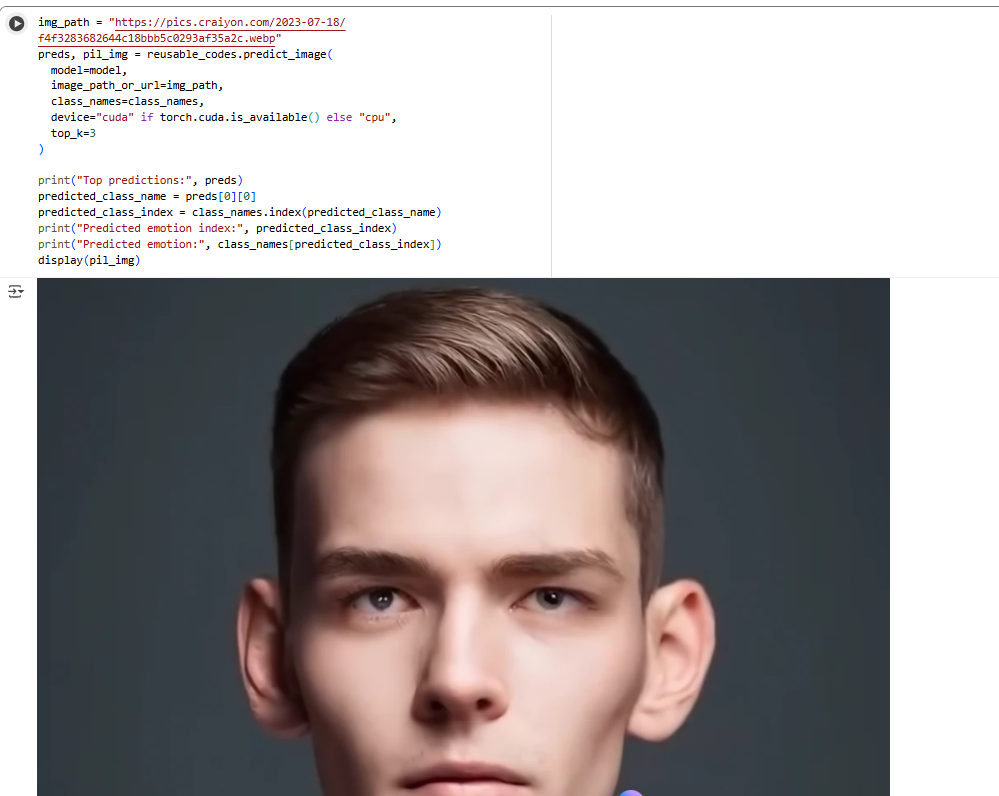 img_path = "https://pics.craiyon.com/2023-07-18/
f4f3283682644c18bbb5c0293af35a2c.webp"
preds, pil_img = reusable_codes.predict_image(
  model=model,
  image_path_or_url=img_path,
  class_names=class_names,
  device="cuda" if torch.cuda.is_available() else "cpu",
  top_k=3
)
print("Top predictions:", preds)
predicted_class_name = preds[0][0]
predicted_class_index = class_names.index(predicted_class_name)
print("Predicted emotion index:", predicted_class_index)
print("Predicted emotion:", class_names[predicted_class_index])
display(pil_img)